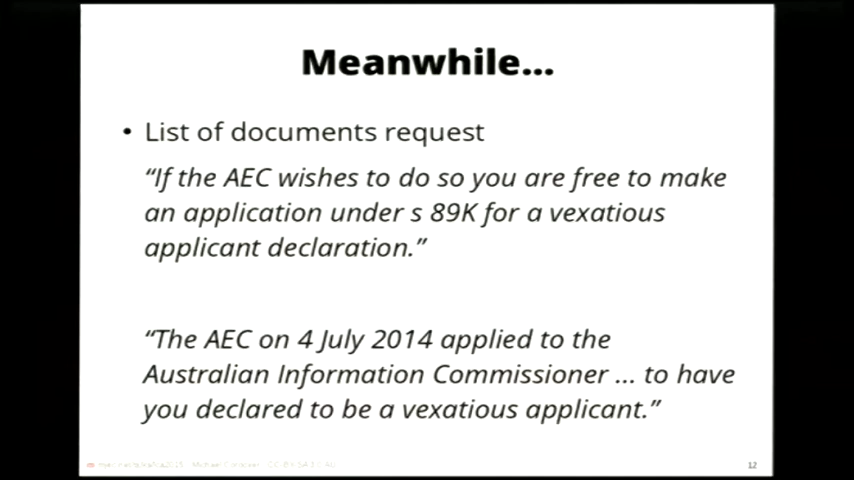 Meanwhile...
• List of documents request
“If the AEC wishes to do so you are free to make
an application under s 89K for a vexatious
applicant declaration.”
“The AEC on 4 July 2014 applied to the
Australian Information Commissioner ... to have
you declared to be a vexatious applicant.”
12